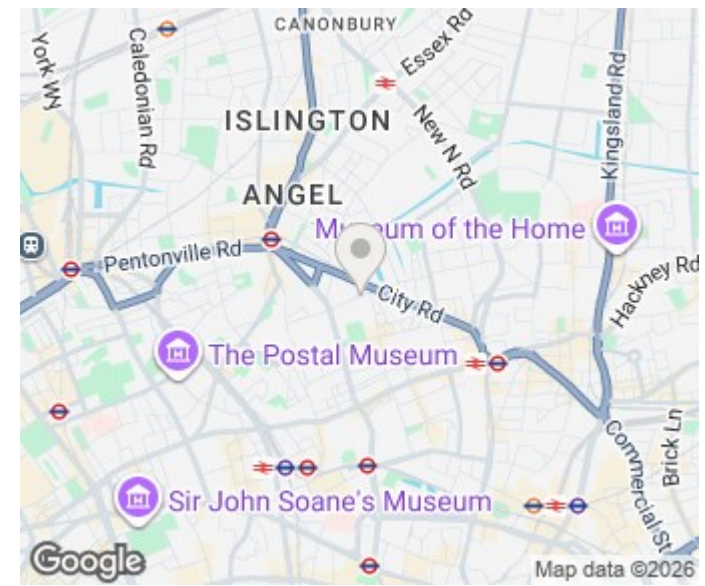 CANONBURY
York Wy
Caledonian Rd
Essex Rd
ISLINGTON
New N Rd
Kingsland Rd
ANGEL
Museum of the Home
Pentonville Rd
Hackney Rd
City Rd
The Postal Museum
Commercial St
Brick Ln
Sir John Soane's Museum
Google
Map data ©2026